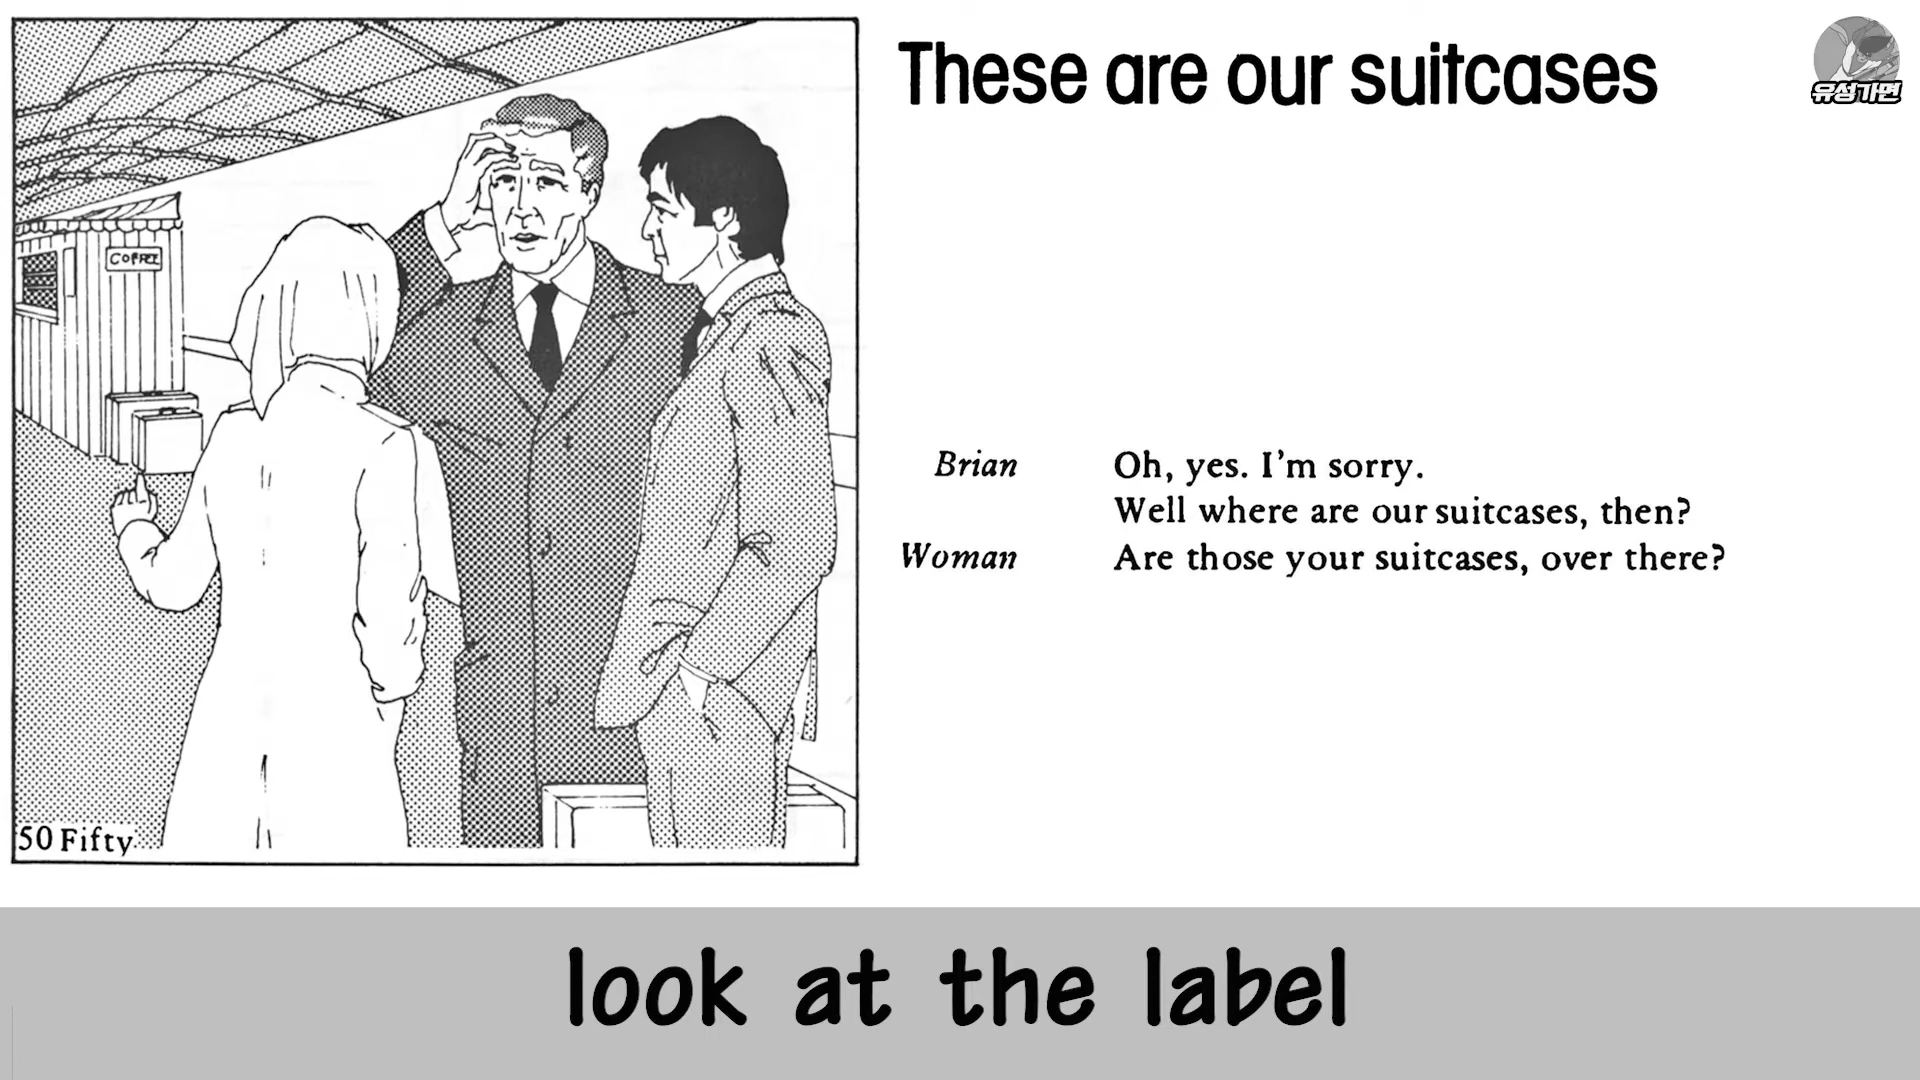 These are our suitcases
유성가면
COFFEE
Brian Oh, yes. I'm sorry.
Well where are our suitcases, then?
Woman Are those your suitcases, over there?
50 Fifty
look at the label